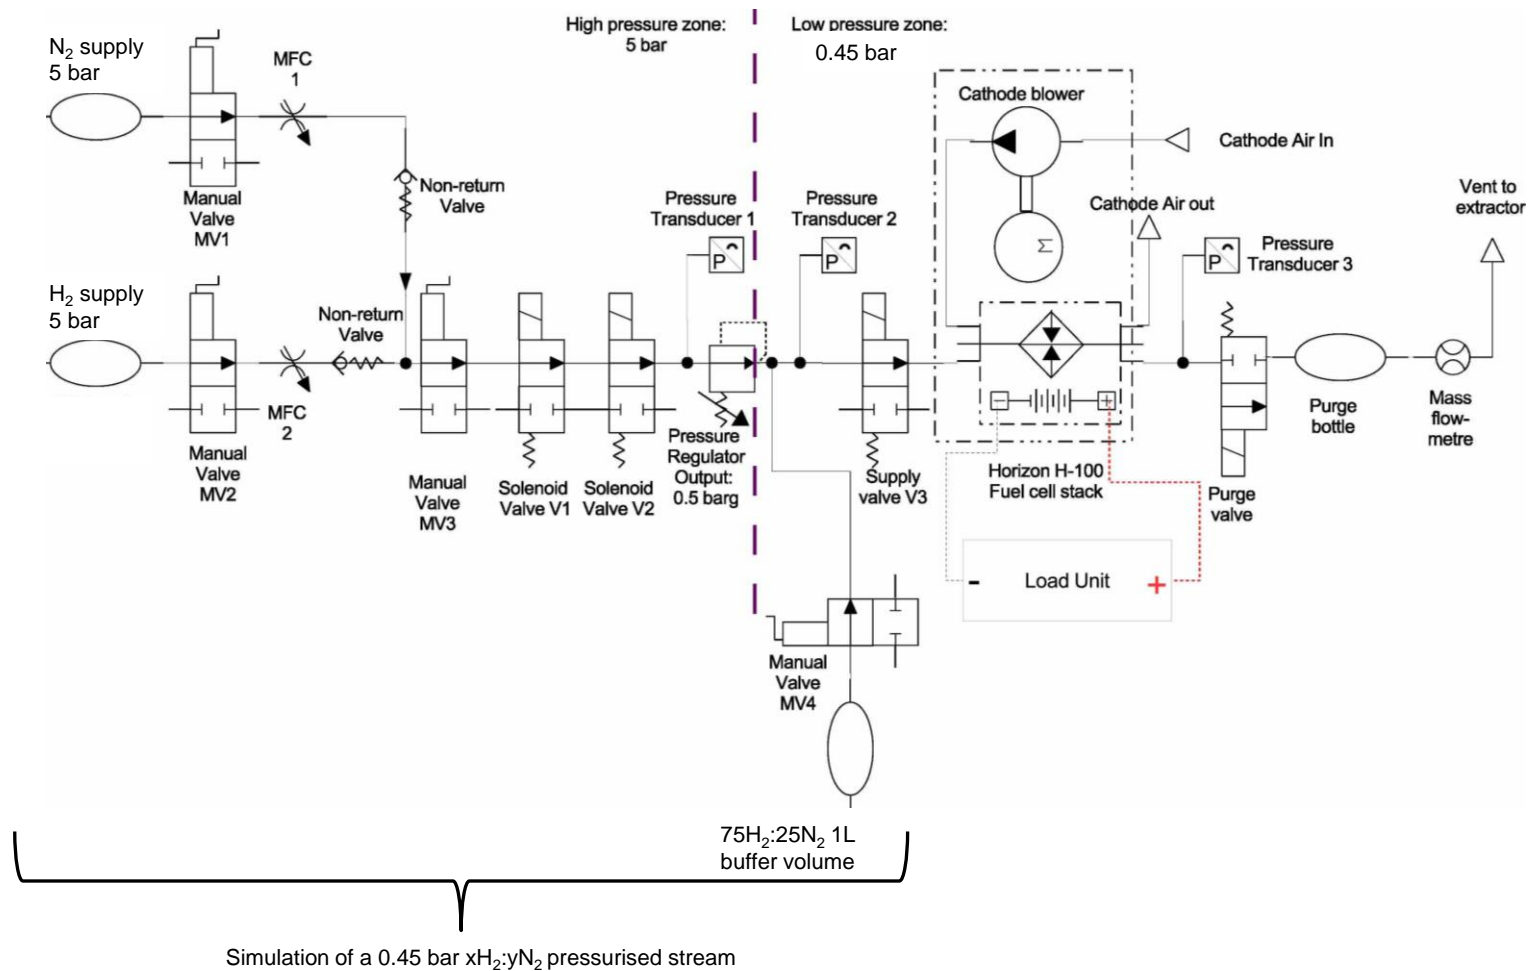 High pressure zone:
5 bar
Low pressure zone:
0.45 bar
N₂ supply
5 bar
MFC
1
Manual
Valve
MV1
Non-return
Valve
Cathode blower
Cathode Air In
Cathode Air out
Pressure
Transducer 1
P
Pressure
Transducer 2
P
M
Pressure
Transducer 3
P
Vent to
extractor
H₂ supply
5 bar
Non-return
Valve
MFC
2
Manual
Valve
MV2
Manual
Valve
MV3
Solenoid
Valve V1
Solenoid
Valve V2
Pressure
Regulator
Output:
0.5 barg
Supply
valve V3
- +
Horizon H-100
Fuel cell stack
Purge
valve
Purge
bottle
Mass
flow-
metre
- Load Unit +
Manual
Valve
MV4
75H₂:25N₂ 1L
buffer volume
Simulation of a 0.45 bar xH₂:yN₂ pressurised stream